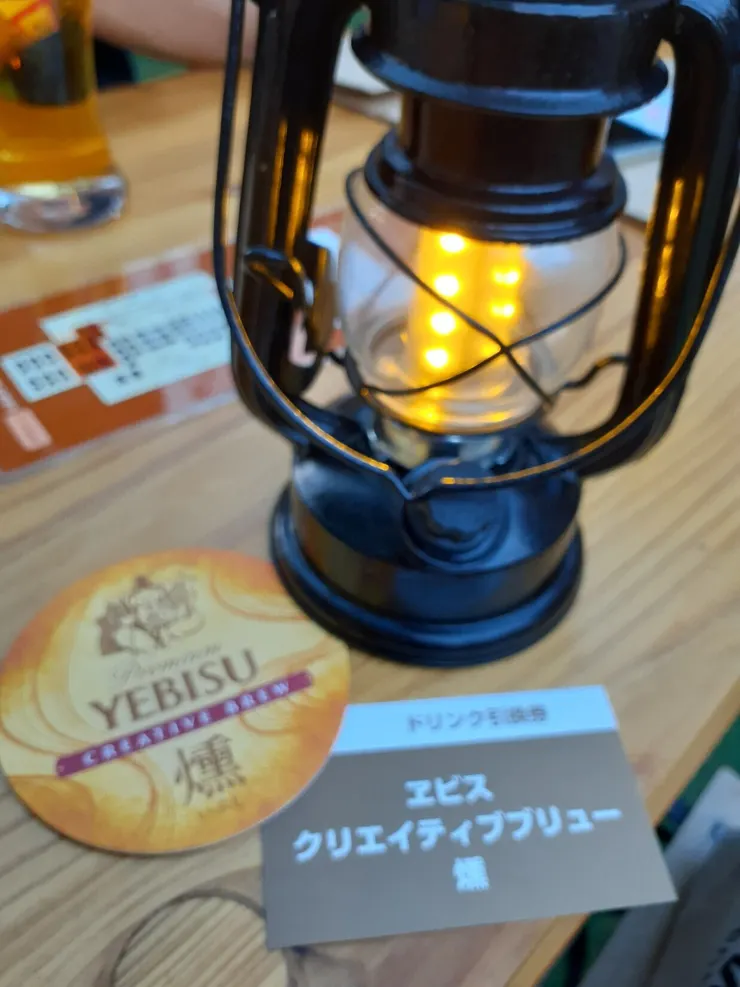 Premium
YEBISU
CREATIVE BREW
燻
ドリンク引換券
ヱビス
クリエイティブブリュー
燻